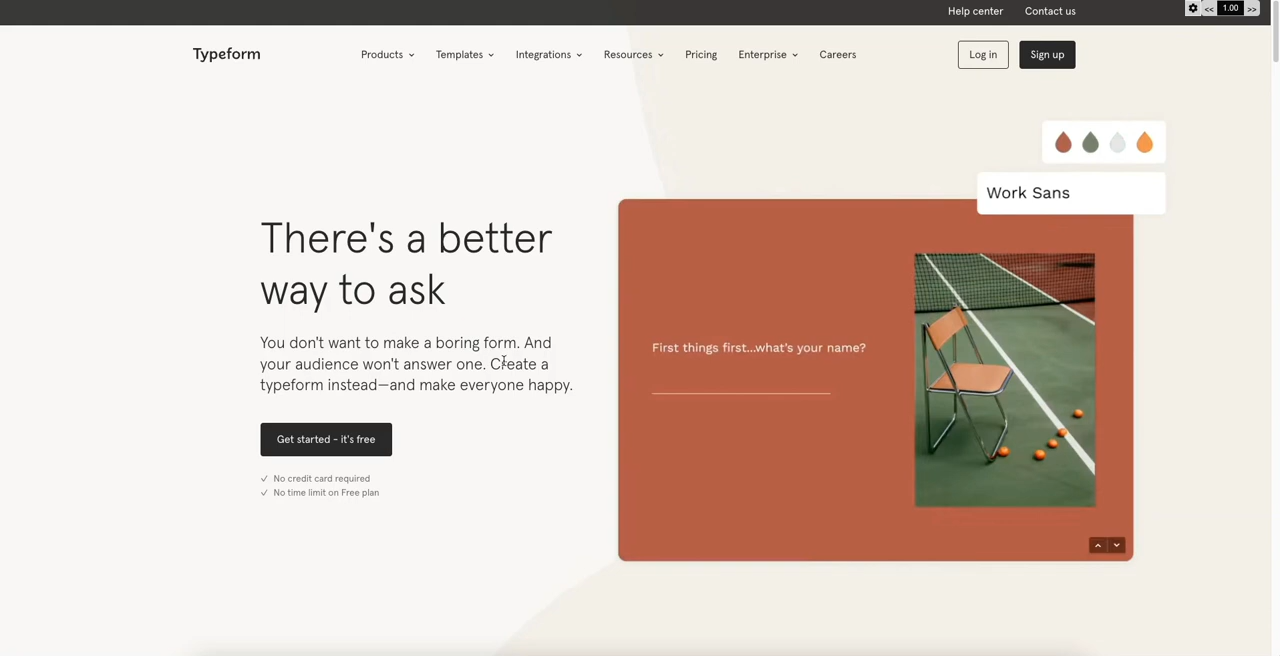 Help center Contact us
<< 1.00 >>
Typeform Products Templates Integrations Resources Pricing Enterprise Careers Log in Sign up
Work Sans
There's a better
way to ask
You don't want to make a boring form. And
your audience won't answer one. Create a
typeform instead—and make everyone happy.
Get started - it's free
✓ No credit card required
✓ No time limit on Free plan
First things first...what's your name?